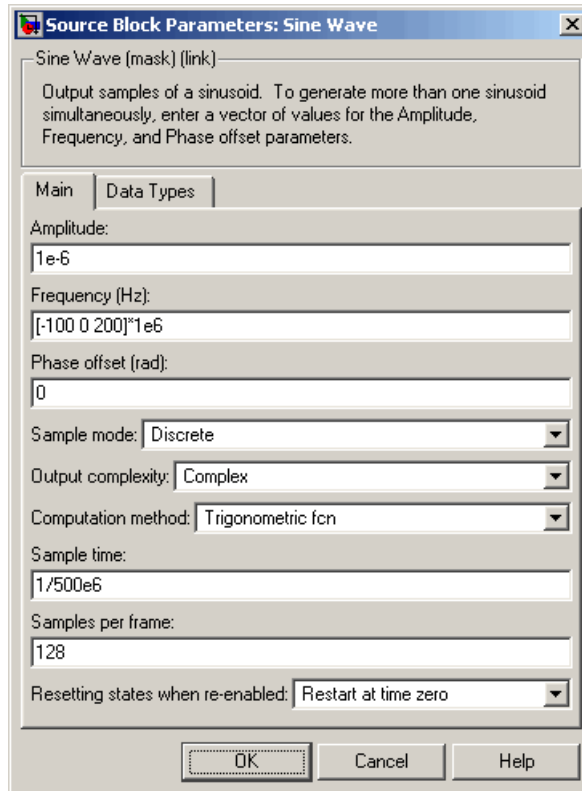 Source Block Parameters: Sine Wave
Sine Wave (mask) (link)
Output samples of a sinusoid. To generate more than one sinusoid
simultaneously, enter a vector of values for the Amplitude,
Frequency, and Phase offset parameters.
Main
Data Types
Amplitude:
1e-6
Frequency (Hz):
[-100 0 200]*1e6
Phase offset (rad):
0
Sample mode: Discrete
Output complexity: Complex
Computation method: Trigonometric fcn
Sample time:
1/500e6
Samples per frame:
128
Resetting states when re-enabled: Restart at time zero
OK
Cancel
Help